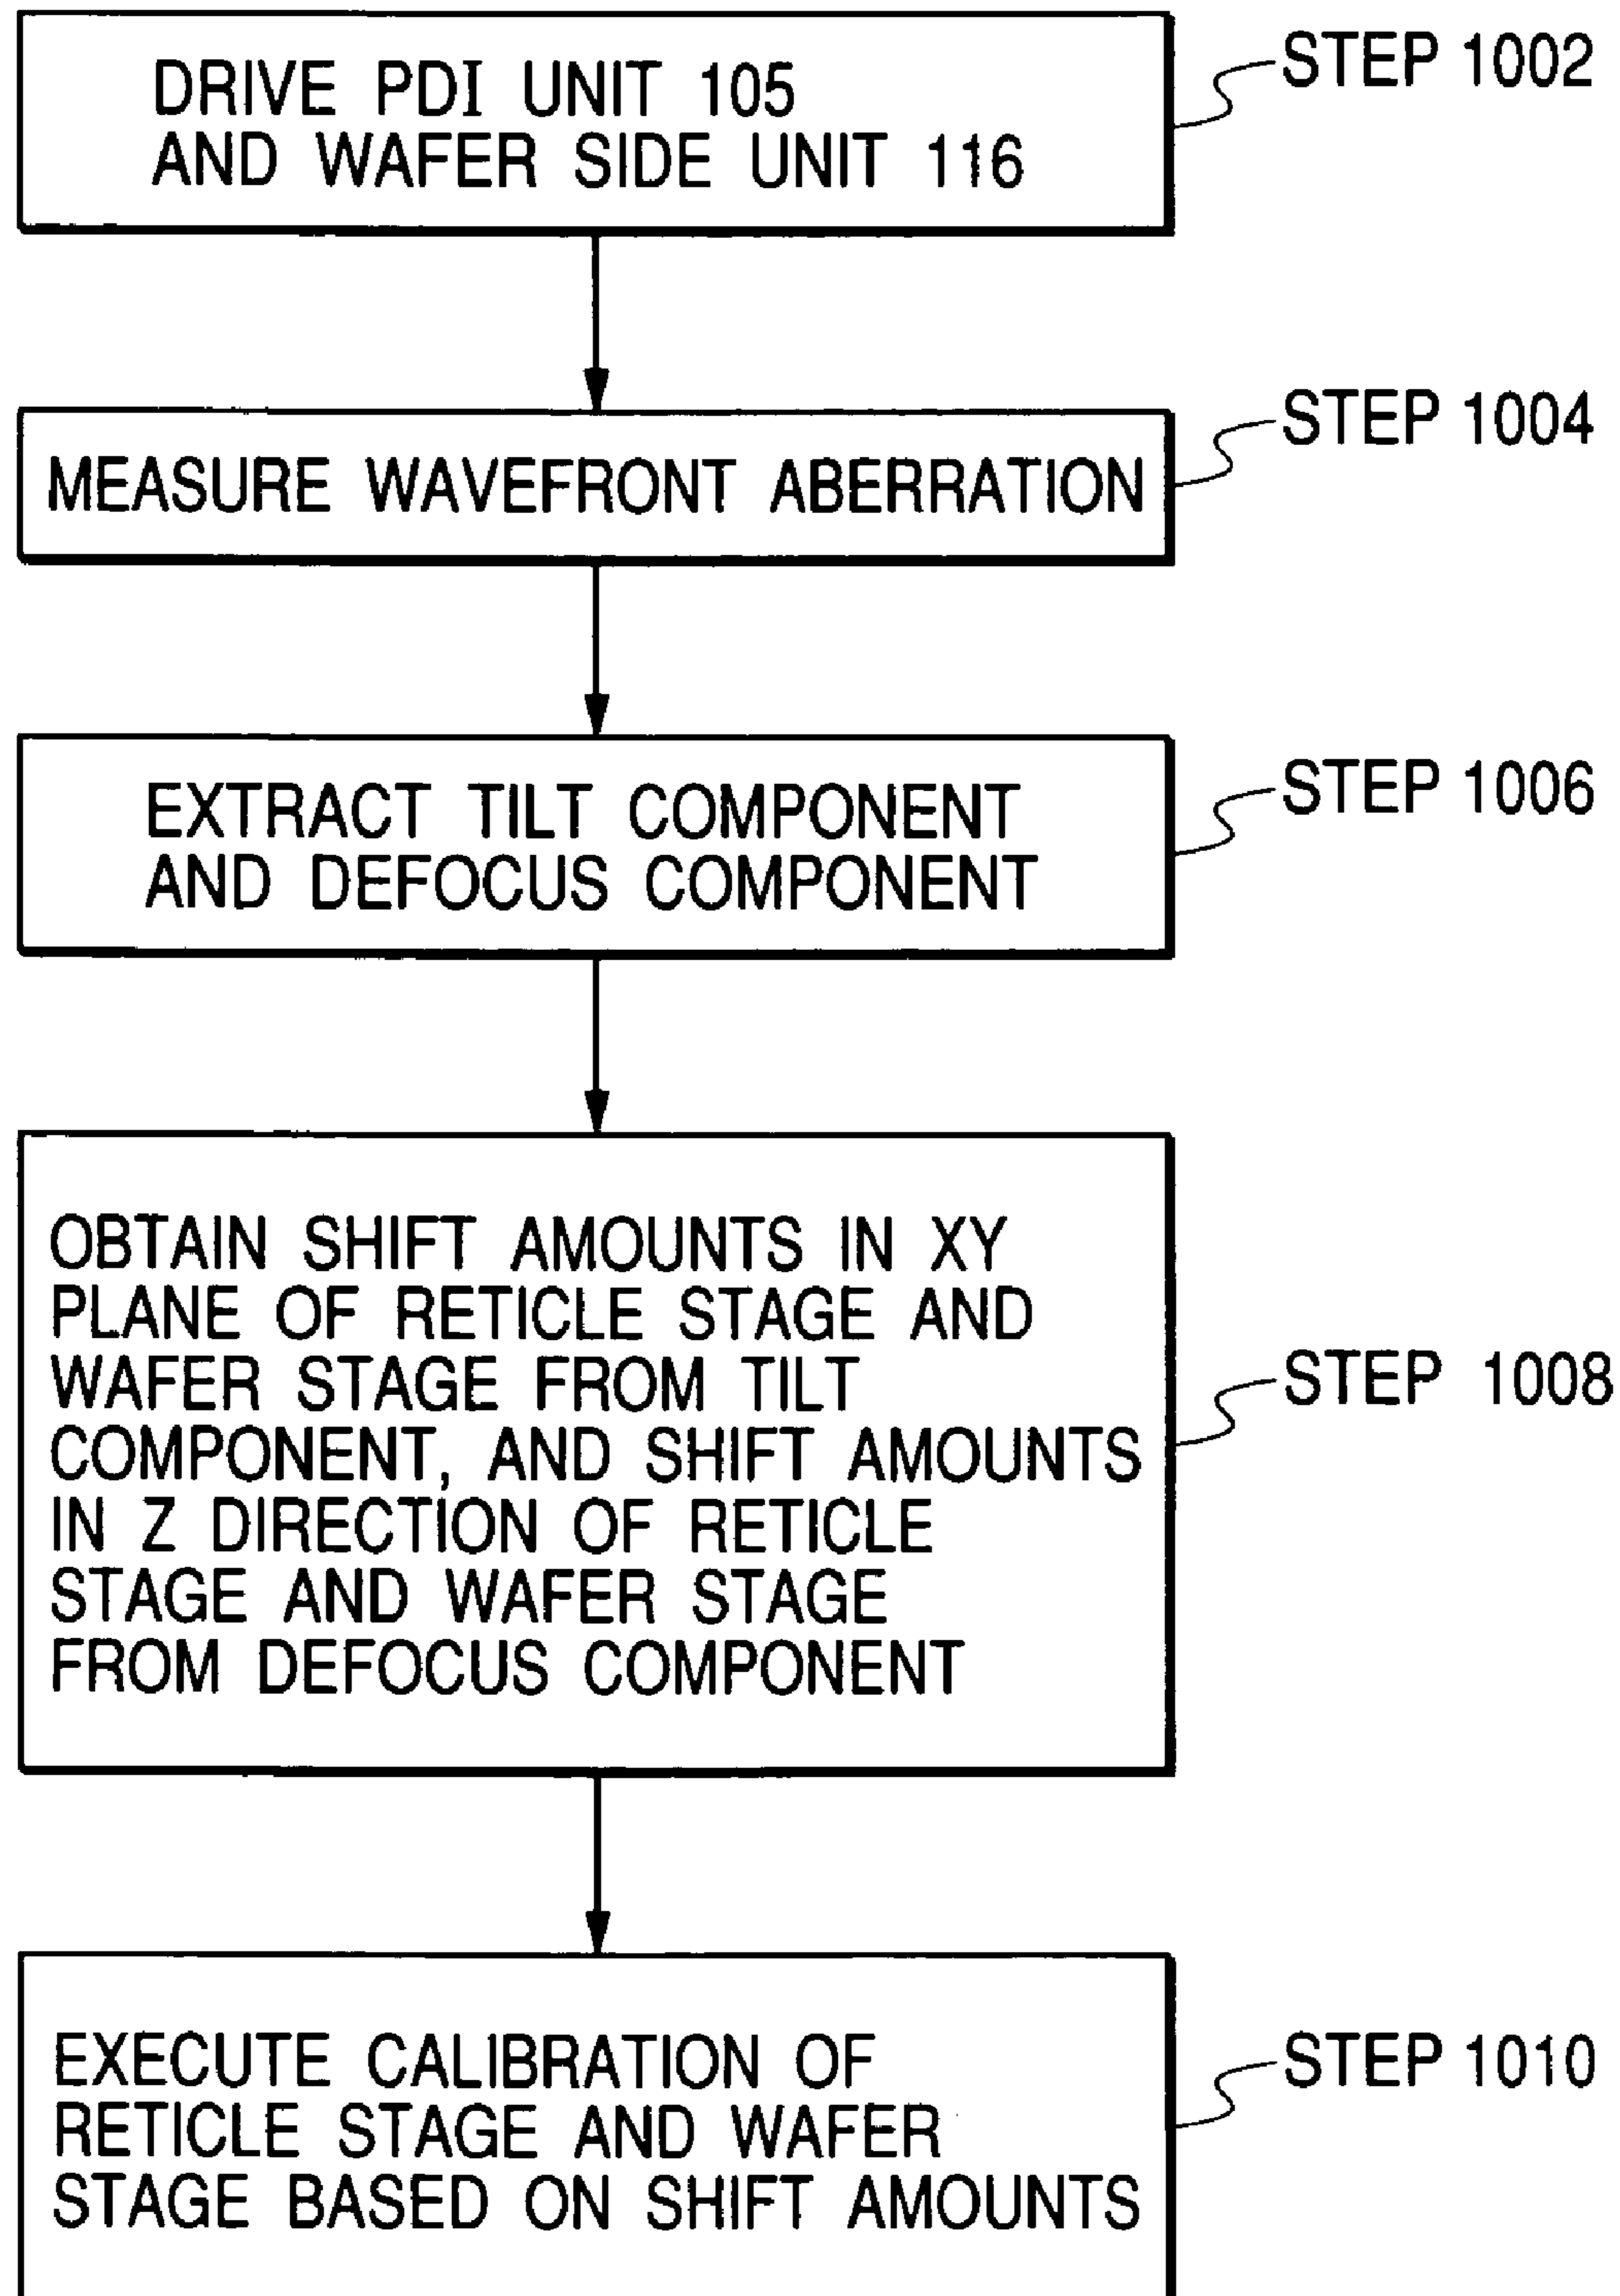 DRIVE PDI UNIT 105
AND WAFER SIDE UNIT 116
STEP 1002
MEASURE WAVEFRONT ABERRATION
STEP 1004
EXTRACT TILT COMPONENT
AND DEFOCUS COMPONENT
STEP 1006
OBTAIN SHIFT AMOUNTS IN XY
PLANE OF RETICLE STAGE AND
WAFER STAGE FROM TILT
COMPONENT, AND SHIFT AMOUNTS
IN Z DIRECTION OF RETICLE
STAGE AND WAFER STAGE
FROM DEFOCUS COMPONENT
STEP 1008
EXECUTE CALIBRATION OF
RETICLE STAGE AND WAFER
STAGE BASED ON SHIFT AMOUNTS
STEP 1010